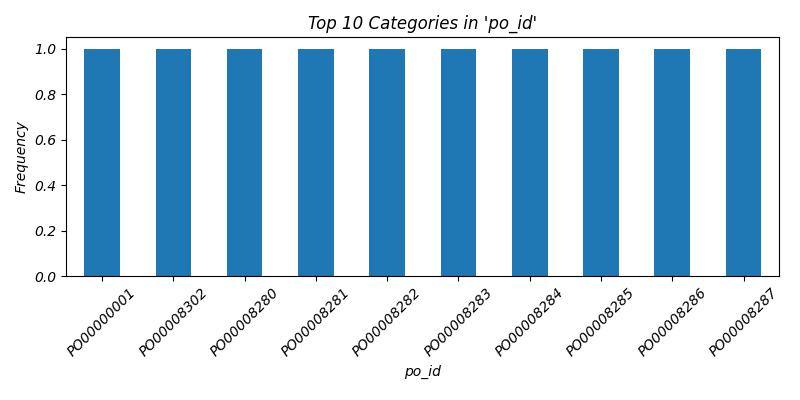 Top 10 Categories in 'po_id'
Frequency
1.0
0.8
0.6
0.4
0.2
0.0
PO00000001
PO00008302
PO00008280
PO00008281
PO00008282
PO00008283
PO00008284
PO00008285
PO00008286
PO00008287
po_id